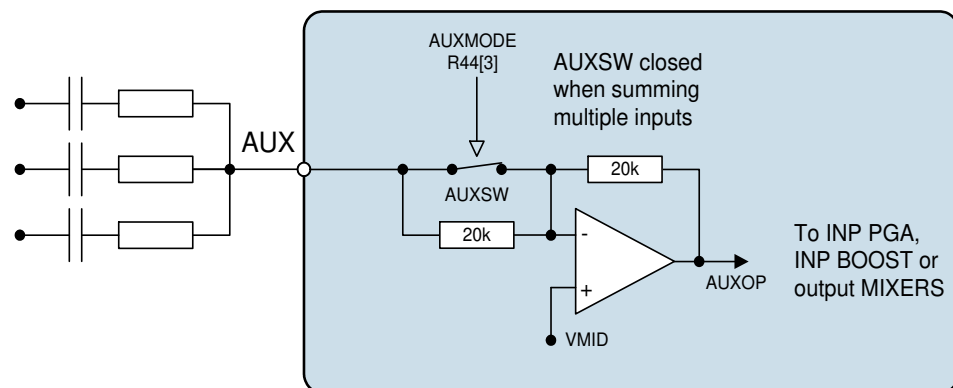 AUXMODE
R44[3]
AUXSW closed
when summing
multiple inputs
AUX
20k
AUXSW
20k
-
+
AUXOP
VMID
To INP PGA,
INP BOOST or
output MIXERS